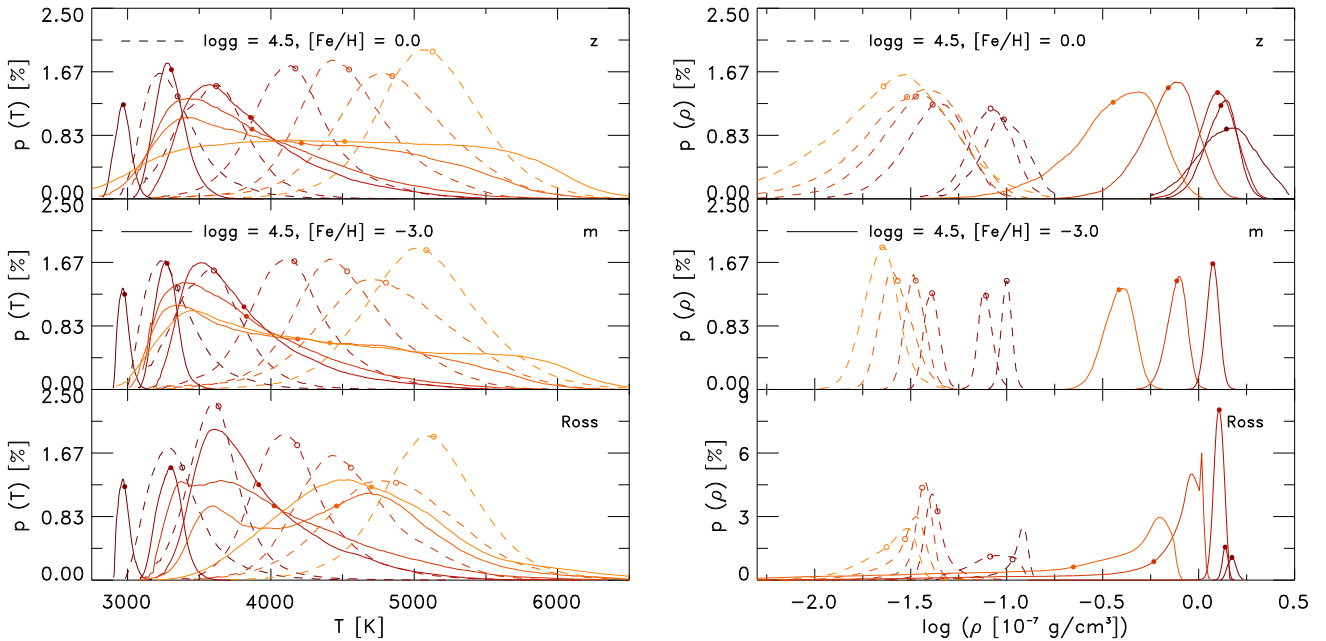 2.50
1.67
0.83
0.00
p (T) [%]
logg = 4.5, [Fe/H] = 0.0
z
2.50
1.67
0.83
0.00
p (T) [%]
logg = 4.5, [Fe/H] = −3.0
m
2.50
1.67
0.83
0.00
p (T) [%]
Ross
3000 4000 5000 6000
T [K]
2.50
1.67
0.83
0.00
p (ρ) [%]
logg = 4.5, [Fe/H] = 0.0
z
2.50
1.67
0.83
0.00
p (ρ) [%]
logg = 4.5, [Fe/H] = −3.0
m
9
6
3
0
p (ρ) [%]
Ross
−2.0 −1.5 −1.0 −0.5 0.0 0.5
log (ρ [10⁻⁷ g/cm³])